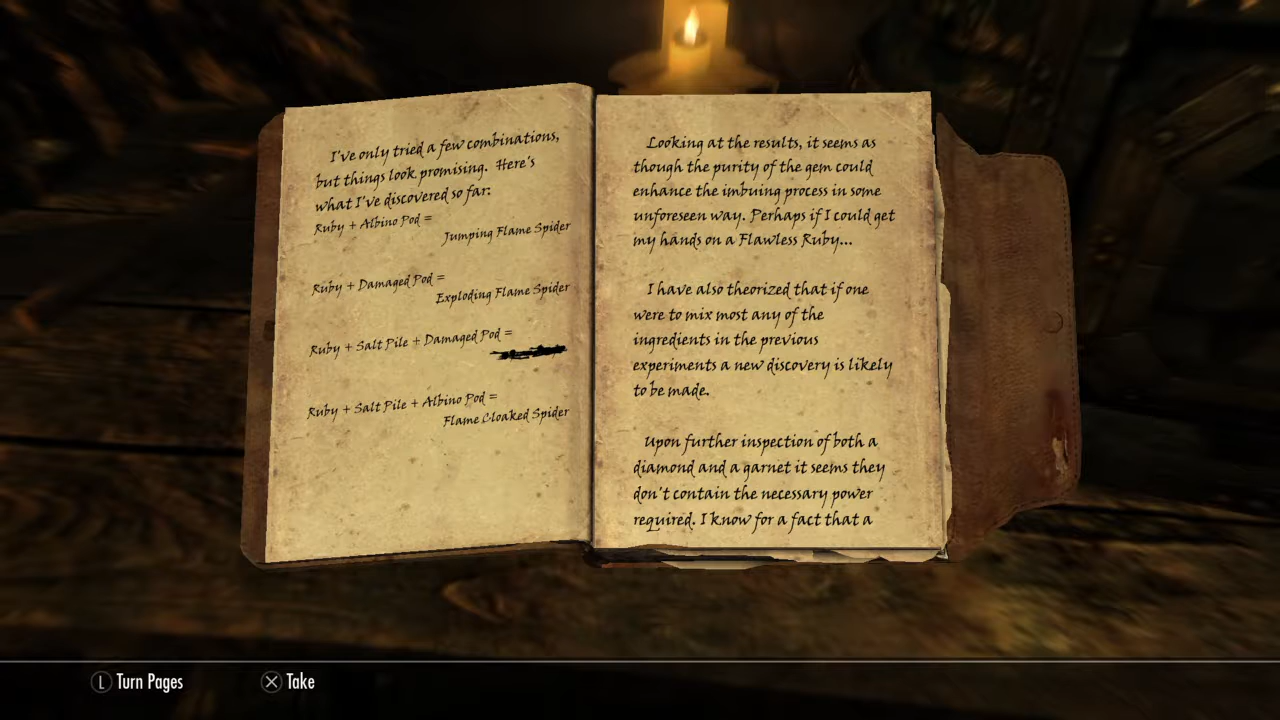 I've only tried a few combinations,
but things look promising. Here's
what I've discovered so far:
Ruby + Albino Pod =
Jumping Flame Spider
Ruby + Damaged Pod =
Exploding Flame Spider
Ruby + Salt Pile + Damaged Pod =
Ruby + Salt Pile + Albino Pod =
Flame Cloaked Spider
Looking at the results, it seems as
though the purity of the gem could
enhance the imbuing process in some
unforeseen way. Perhaps if I could get
my hands on a Flawless Ruby...
I have also theorized that if one
were to mix most any of the
ingredients in the previous
experiments a new discovery is likely
to be made.
Upon further inspection of both a
diamond and a garnet it seems they
don't contain the necessary power
required. I know for a fact that a
L Turn Pages
X Take